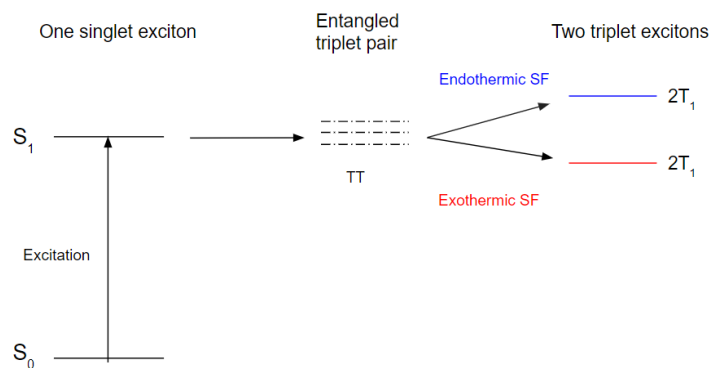 One singlet exciton
Entangled
triplet pair
Two triplet excitons
Endothermic SF
2T₁
S₁
TT
2T₁
Exothermic SF
Excitation
S₀